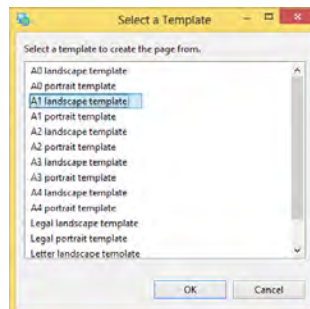 Select a Template
Select a template to create the page from.
A0 landscape template
A0 portrait template
A1 landscape template
A1 portrait template
A2 landscape template
A2 portrait template
A3 landscape template
A3 portrait template
A4 landscape template
A4 portrait template
Legal landscape template
Legal portrait template
Letter landscape template
OK
Cancel